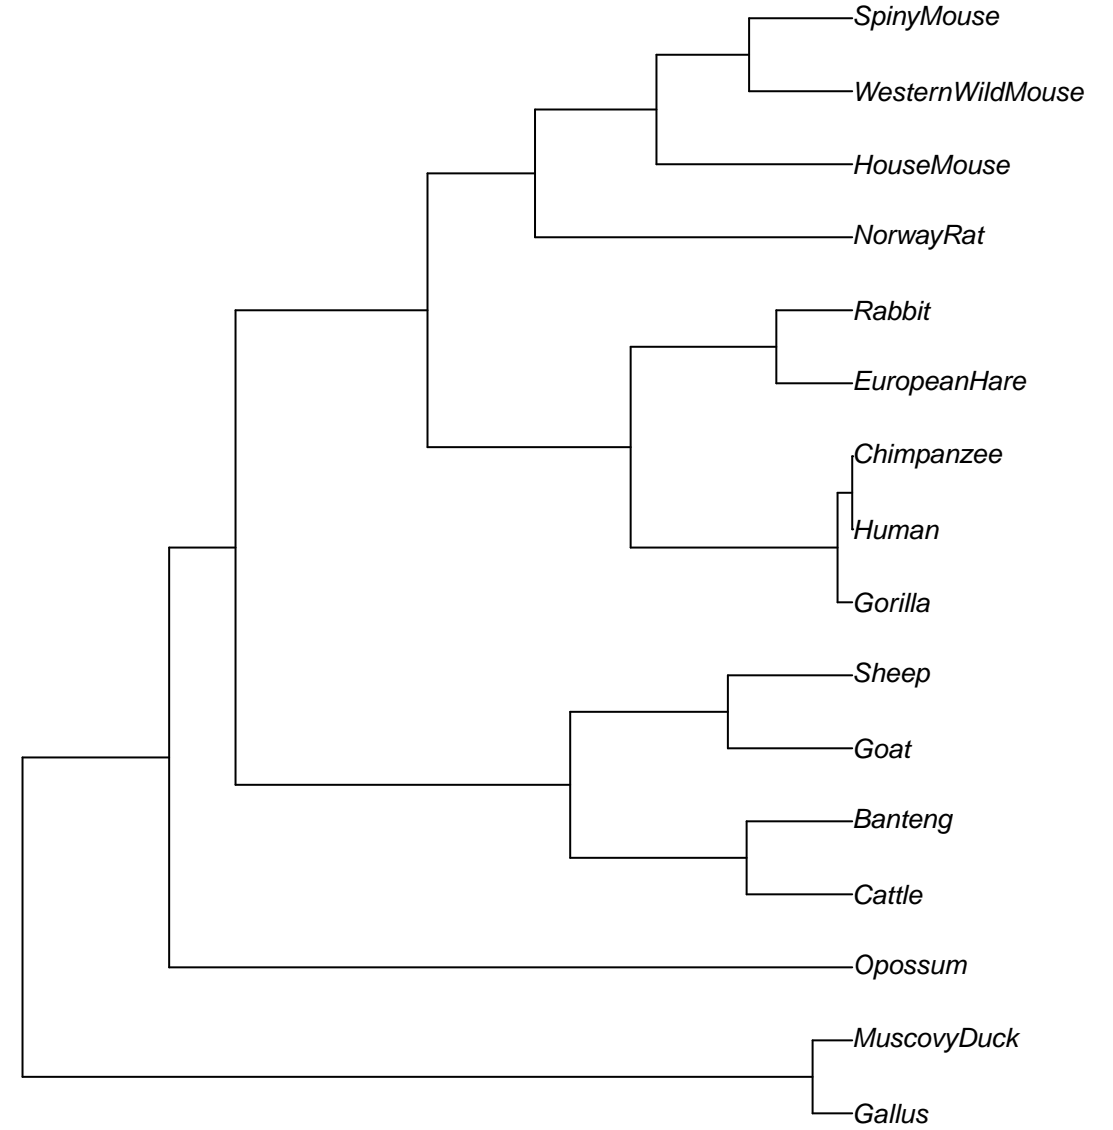 SpinyMouse
WesternWildMouse
HouseMouse
NorwayRat
Rabbit
EuropeanHare
Chimpanzee
Human
Gorilla
Sheep
Goat
Banteng
Cattle
Opossum
MuscovyDuck
Gallus